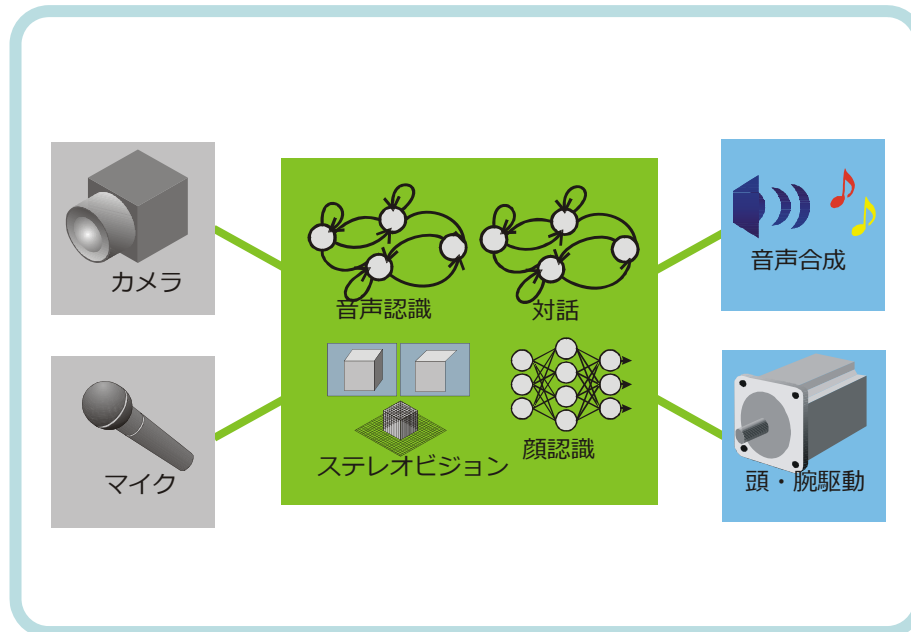 カメラ
マイク
音声認識
対話
ステレオビジョン
顔認識
音声合成
頭・腕駆動